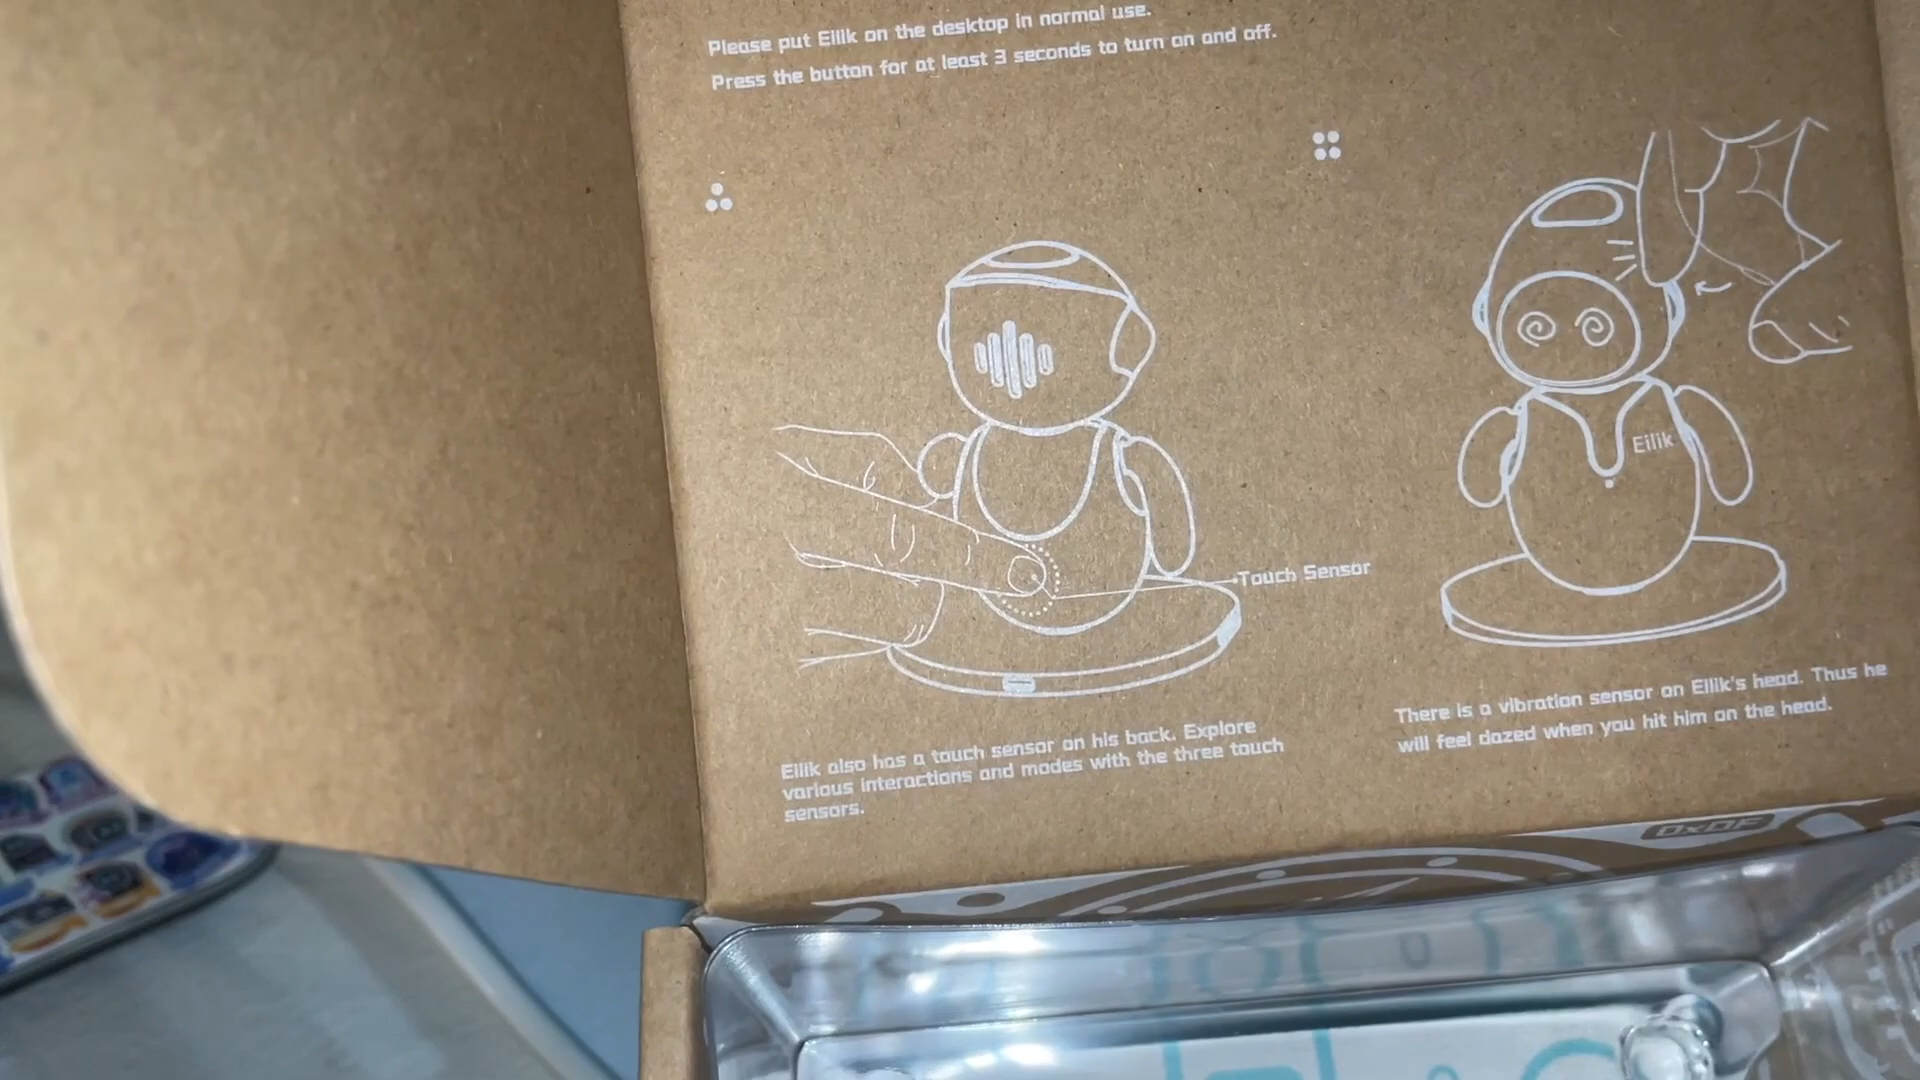 Please put Eilik on the desktop in normal use.
Press the button for at least 3 seconds to turn on and off.
Touch Sensor
Eilik also has a touch sensor on his back. Explore
various interactions and modes with the three touch
sensors.
Eilik
There is a vibration sensor on Eilik's head. Thus he
will feel dazed when you hit him on the head.
0x0F